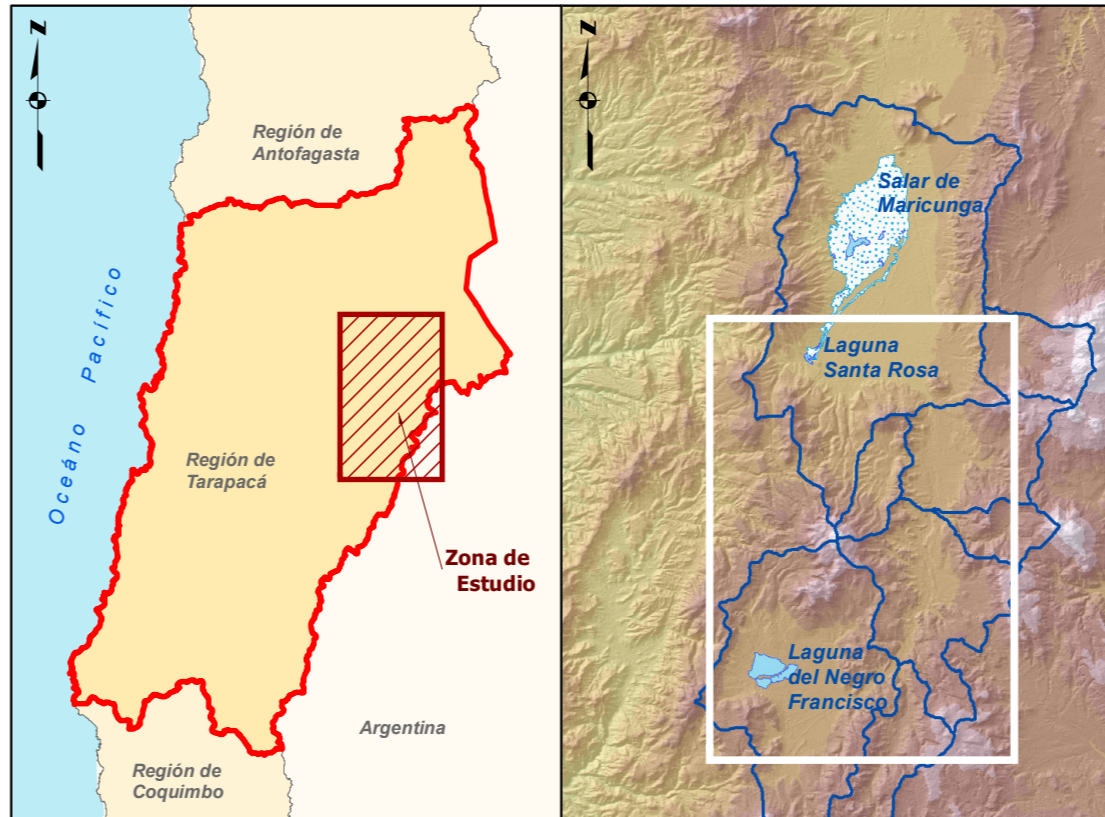 N
Región de
Antofagasta
Océano Pacífico
Región de
Tarapacá
Zona de
Estudio
Argentina
Región de
Coquimbo
N
Salar de
Maricunga
Laguna
Santa Rosa
Laguna
del Negro
Francisco